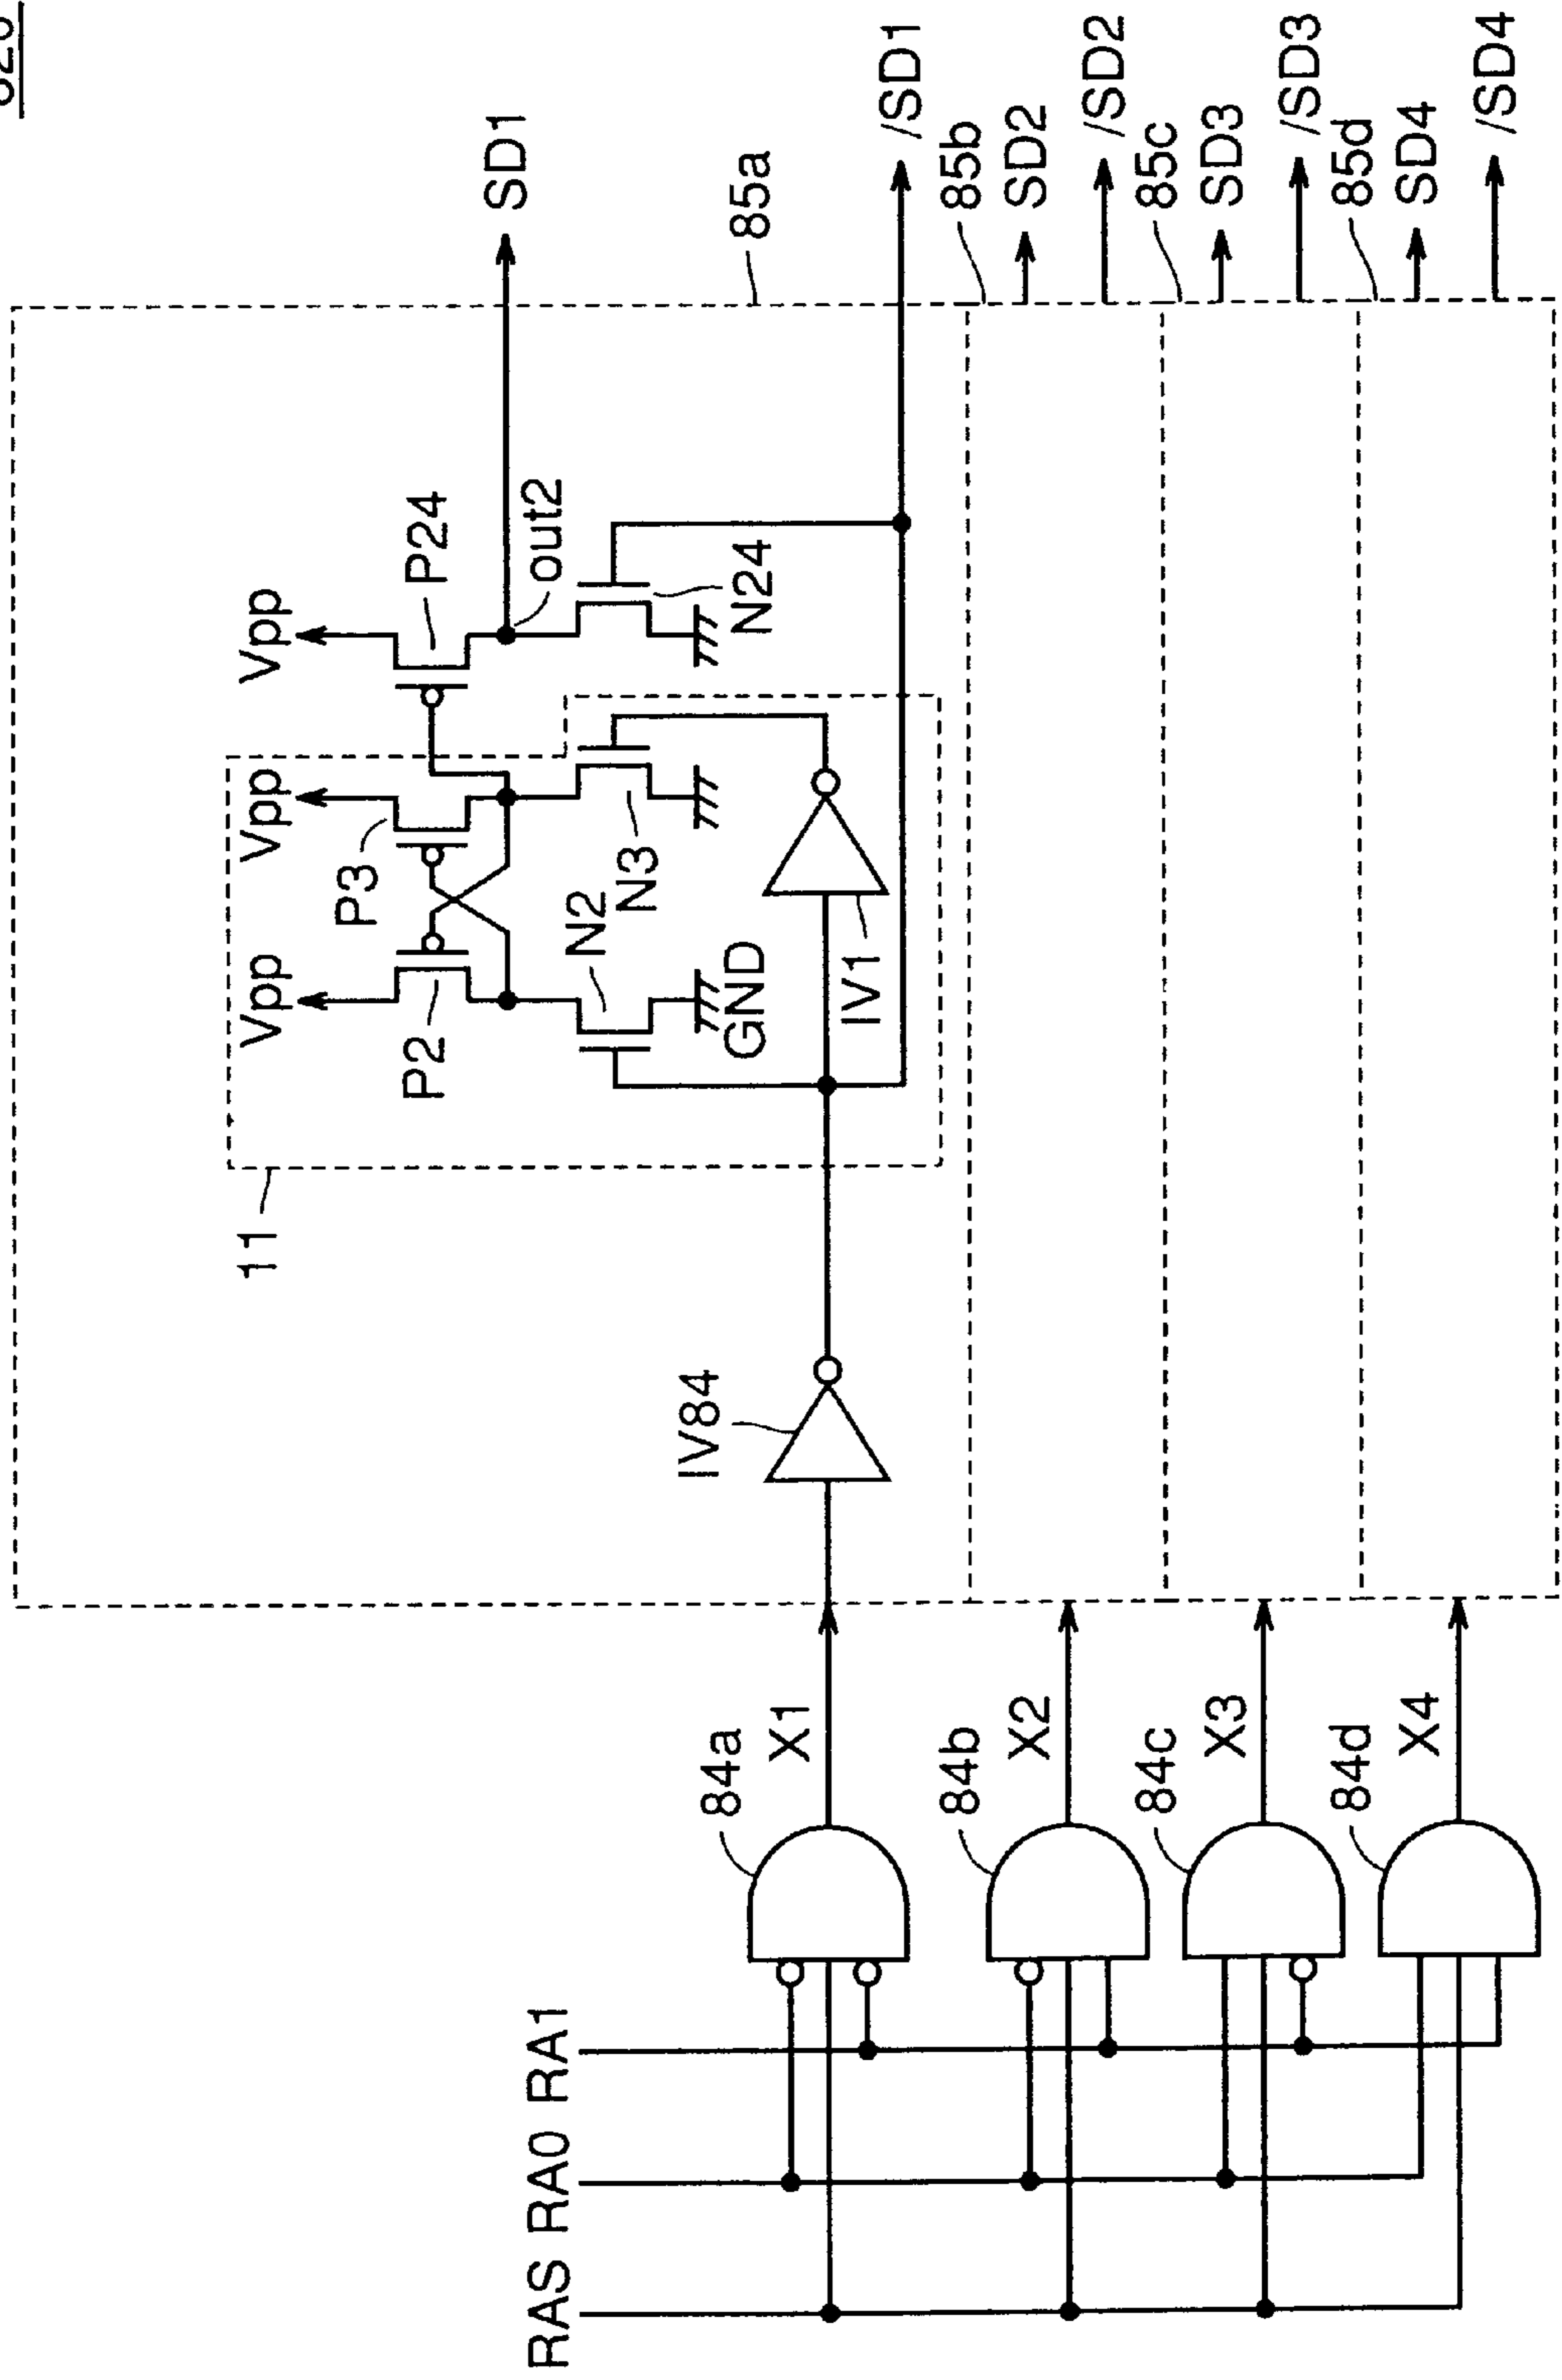 11
Vpp
Vpp
Vpp
P3
P2
P24
SD1
RAS RA0 RA1
out2
N2
N3
IV84
84a
GND
N24
85a
X1
IV1
/SD1
84b
85b
X2
SD2
/SD2
84c
85c
X3
SD3
/SD3
84d
85d
X4
SD4
/SD4